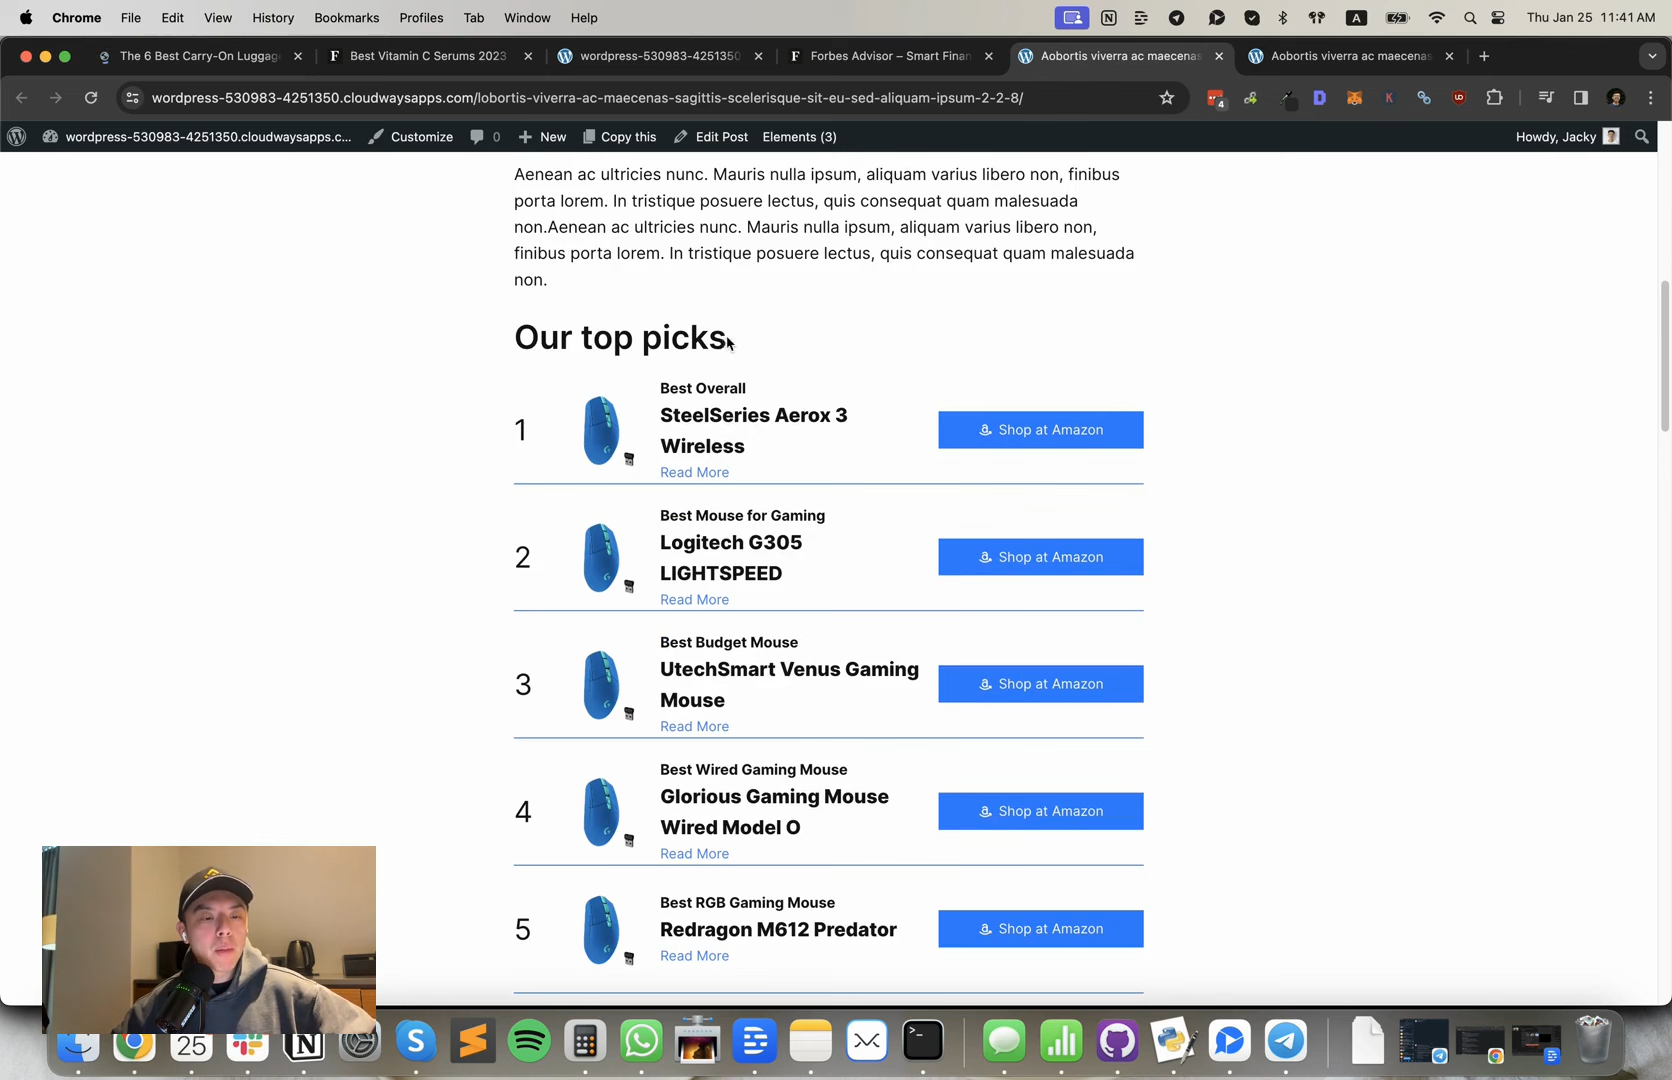 Chrome File Edit View History Bookmarks Profiles Tab Window Help A Thu Jan 25 11:41 AM
The 6 Best Carry-On Luggag
Best Vitamin C Serums 2023
wordpress-530983-4251350
Forbes Advisor – Smart Finan
Aobortis viverra ac maecenas
Aobortis viverra ac maecenas
wordpress-530983-4251350.cloudwaysapps.com/lobortis-viverra-ac-maecenas-sagittis-scelerisque-sit-eu-sed-aliquam-ipsum-2-2-8/
wordpress-530983-4251350.cloudwaysapps.c... Customize 0 New Copy this Edit Post Elements (3) Howdy, Jacky
Aenean ac ultricies nunc. Mauris nulla ipsum, aliquam varius libero non, finibus
porta lorem. In tristique posuere lectus, quis consequat quam malesuada
non.Aenean ac ultricies nunc. Mauris nulla ipsum, aliquam varius libero non,
finibus porta lorem. In tristique posuere lectus, quis consequat quam malesuada
non.
Our top picks
1
Best Overall
SteelSeries Aerox 3
Wireless
Read More
Shop at Amazon
2
Best Mouse for Gaming
Logitech G305
LIGHTSPEED
Read More
Shop at Amazon
3
Best Budget Mouse
UtechSmart Venus Gaming
Mouse
Read More
Shop at Amazon
4
Best Wired Gaming Mouse
Glorious Gaming Mouse
Wired Model O
Read More
Shop at Amazon
5
Best RGB Gaming Mouse
Redragon M612 Predator
Read More
Shop at Amazon
25